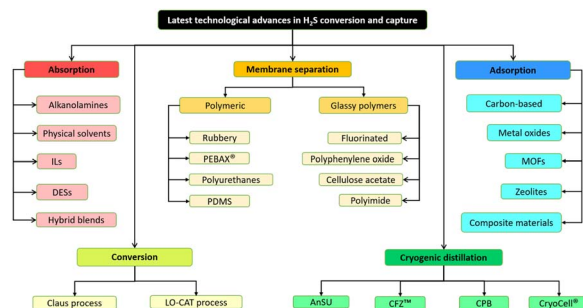 Latest technological advances in H₂S conversion and capture
Absorption
Alkanolamines
Physical solvents
ILs
DESs
Hybrid blends
Membrane separation
Polymeric
Rubbery
PEBAX®
Polyurethanes
PDMS
Glassy polymers
Fluorinated
Polyphenylene oxide
Cellulose acetate
Polyimide
Adsorption
Carbon-based
Metal oxides
MOFs
Zeolites
Composite materials
Conversion
Claus process
LO-CAT process
Cryogenic distillation
AnSU
CFZ™
CPB
CryoCell®